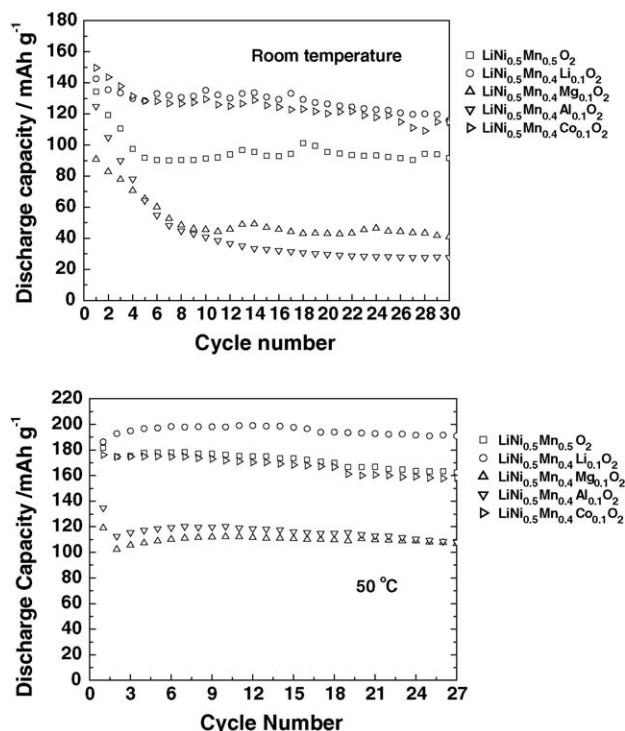 180
160
140
120
100
80
60
40
20
0
Discharge capacity / mAh g⁻¹
Room temperature
0 2 4 6 8 10 12 14 16 18 20 22 24 26 28 30
Cycle number
LiNi₀.₅Mn₀.₅O₂
LiNi₀.₅Mn₀.₄Li₀.₁O₂
LiNi₀.₅Mn₀.₄Mg₀.₁O₂
LiNi₀.₅Mn₀.₄Al₀.₁O₂
LiNi₀.₅Mn₀.₄Co₀.₁O₂
220
200
180
160
140
120
100
80
60
40
20
0
Discharge Capacity /mAh g⁻¹
50 °C
0 3 6 9 12 15 18 21 24 27
Cycle Number
LiNi₀.₅Mn₀.₅O₂
LiNi₀.₅Mn₀.₄Li₀.₁O₂
LiNi₀.₅Mn₀.₄Mg₀.₁O₂
LiNi₀.₅Mn₀.₄Al₀.₁O₂
LiNi₀.₅Mn₀.₄Co₀.₁O₂